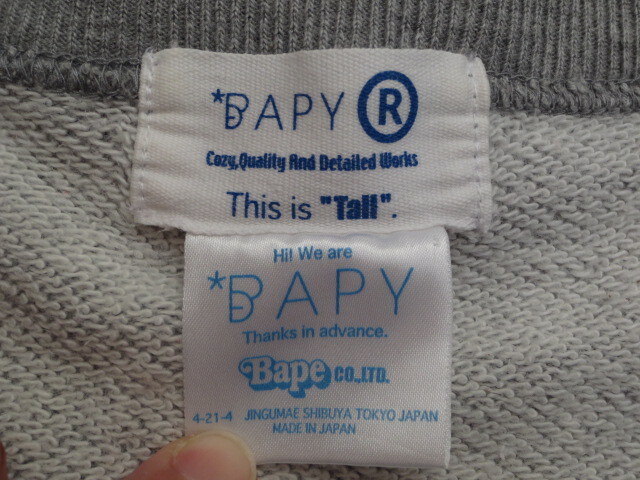 *BAPY ®
Cozy,Quality And Detailed Works
This is "Tall".
Hi! We are
*BAPY
Thanks in advance.
Bape CO.,LTD.
4-21-4 JINGUMAE SHIBUYA TOKYO JAPAN
MADE IN JAPAN